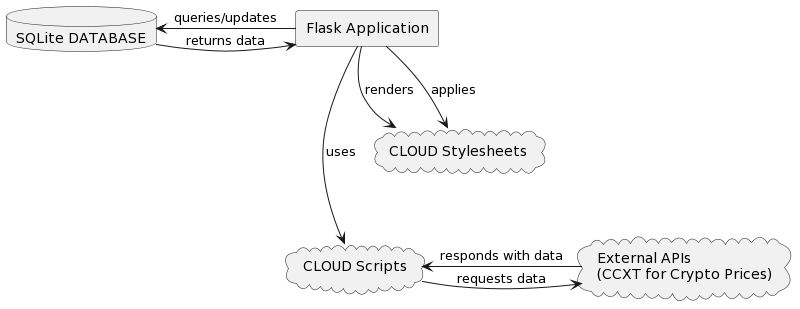 queries/updates
Flask Application
SQLite DATABASE
returns data
renders
applies
uses
CLOUD Stylesheets
responds with data
External APIs
(CCXT for Crypto Prices)
CLOUD Scripts
requests data